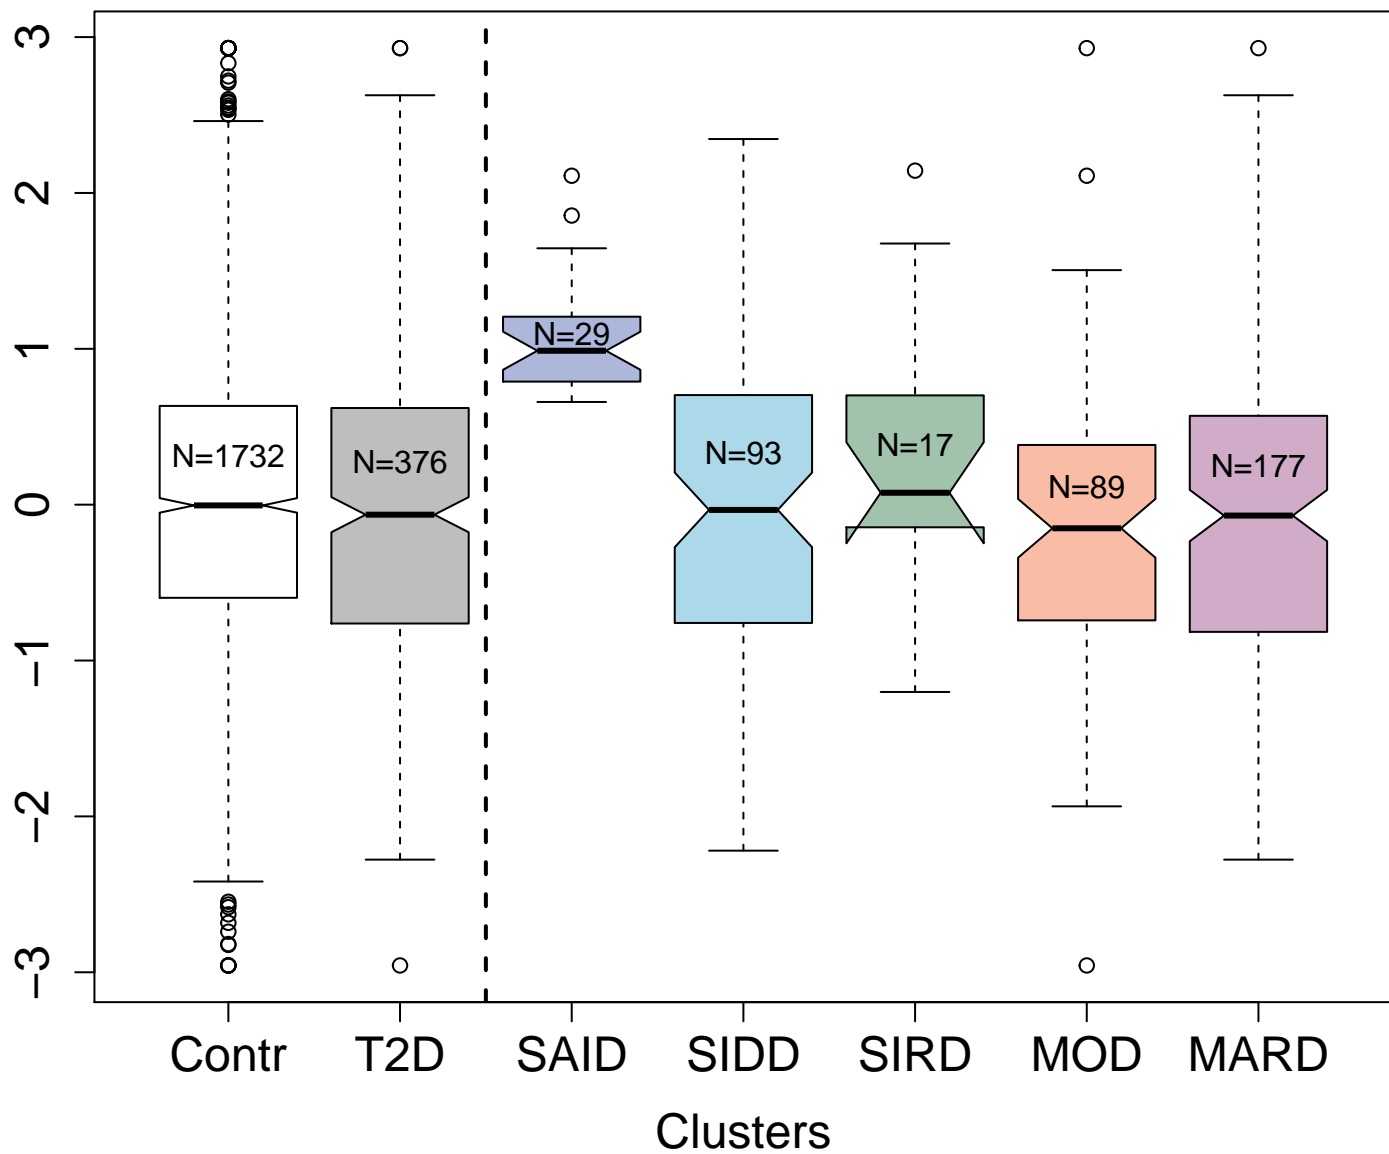 3
2
1
0
−1
−2
−3
N=1732
N=376
N=29
N=93
N=17
N=89
N=177
Contr T2D SAID SIDD SIRD MOD MARD
Clusters